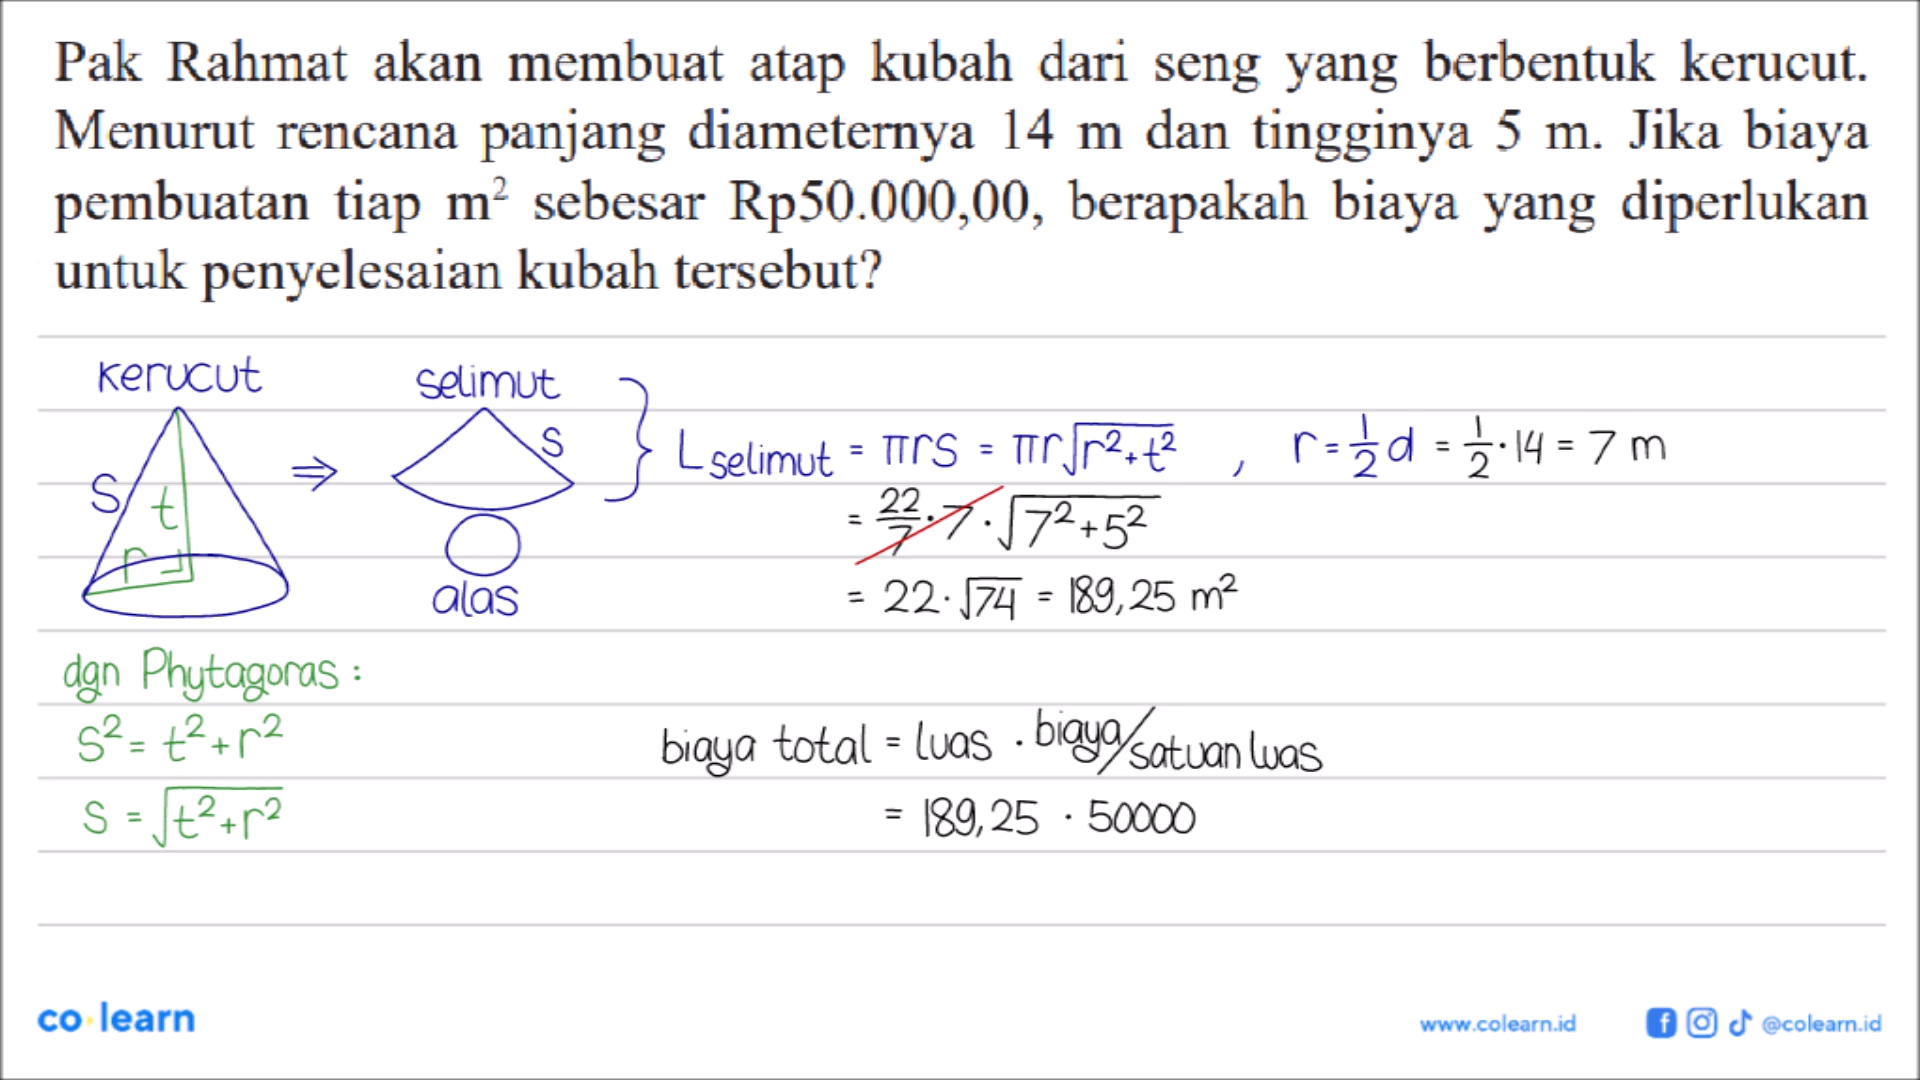 Pak Rahmat akan membuat atap kubah dari seng yang berbentuk kerucut.
Menurut rencana panjang diameternya 14 m dan tingginya 5 m. Jika biaya
pembuatan tiap m² sebesar Rp50.000,00, berapakah biaya yang diperlukan
untuk penyelesaian kubah tersebut?
kerucut
s
t
r
⇒
selimut
s
alas
L selimut = πrs = πr√(r²+t²) , r = 1/2 d = 1/2 · 14 = 7 m
= 22/7 · 7 · √(7²+5²)
= 22 · √74 = 189,25 m²
dgn Phytagoras :
s² = t² + r²
s = √(t²+r²)
biaya total = luas · biaya/satuan luas
= 189,25 · 50000
co learn
www.colearn.id
@colearn.id